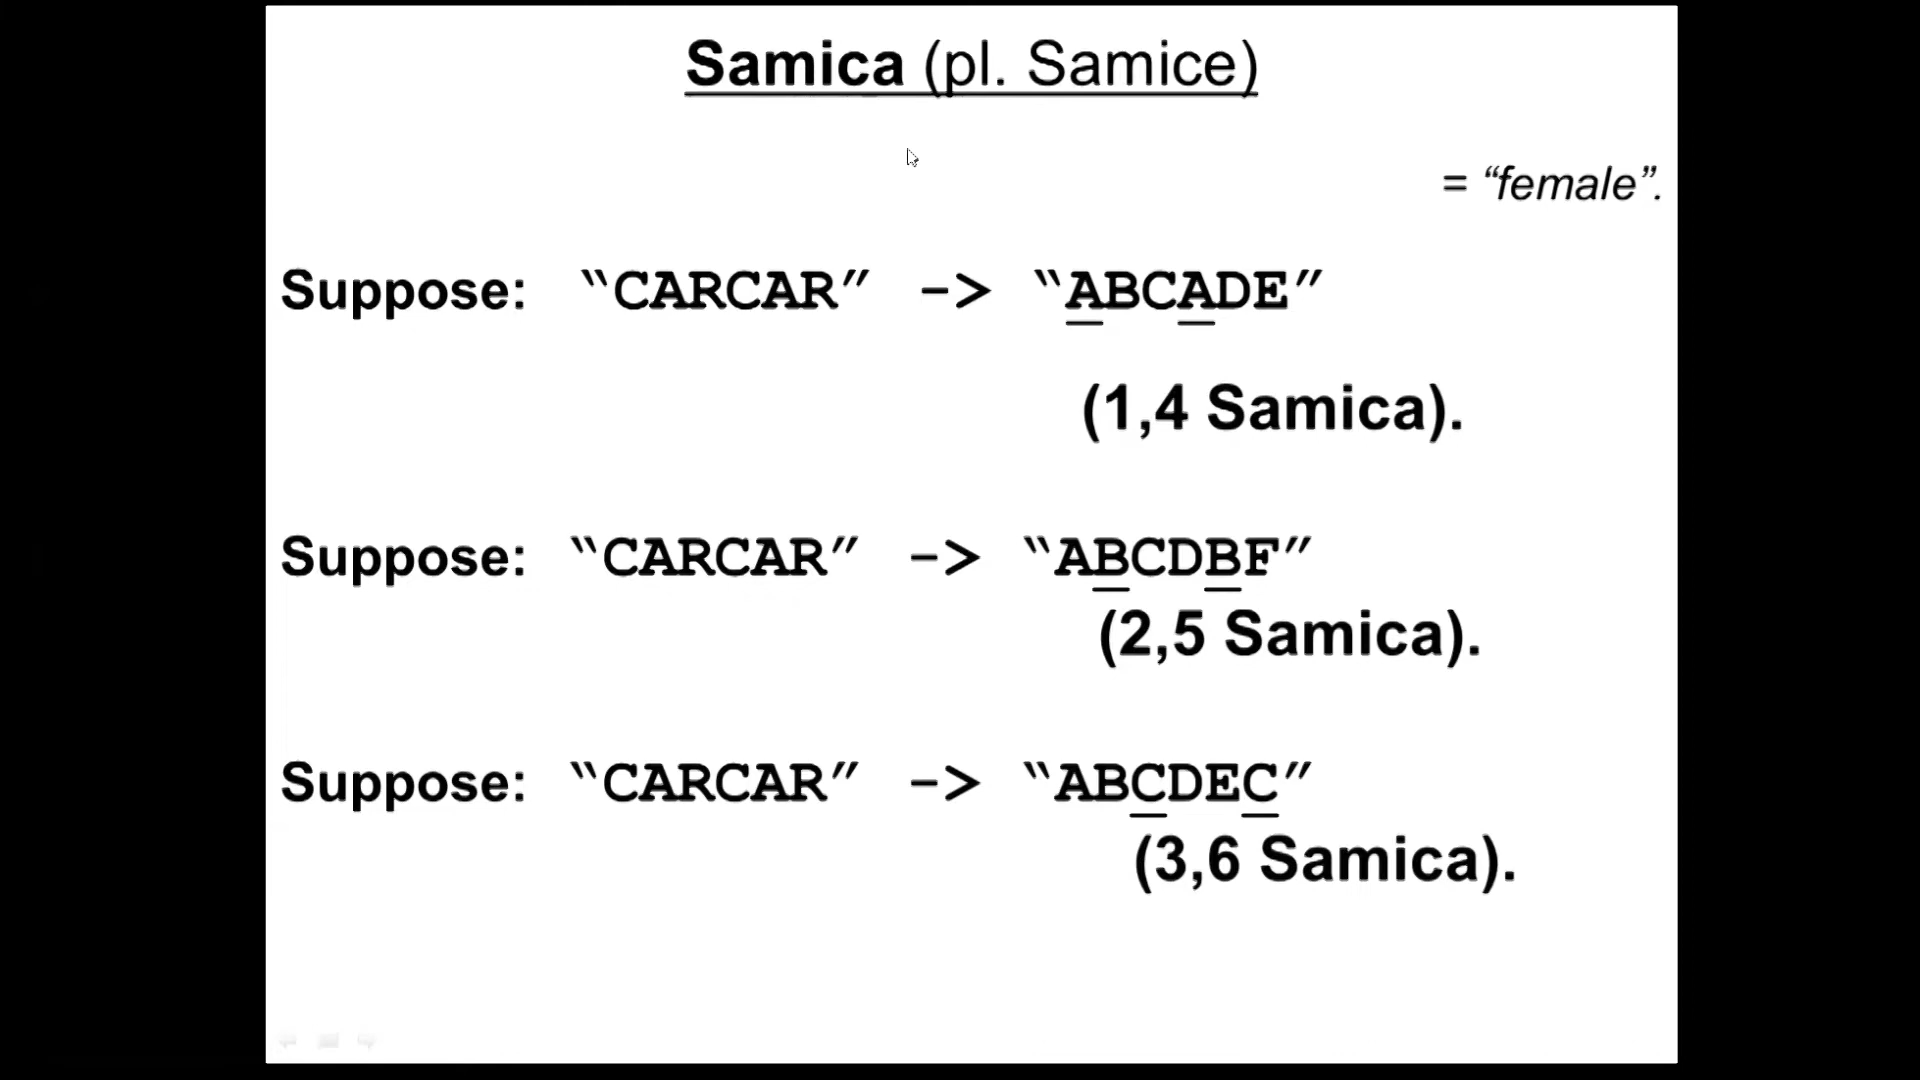 Samica (pl. Samice)
= “female”.
Suppose: “CARCAR” -> “ABCADE”
(1,4 Samica).
Suppose: “CARCAR” -> “ABCDBF”
(2,5 Samica).
Suppose: “CARCAR” -> “ABCDEC”
(3,6 Samica).